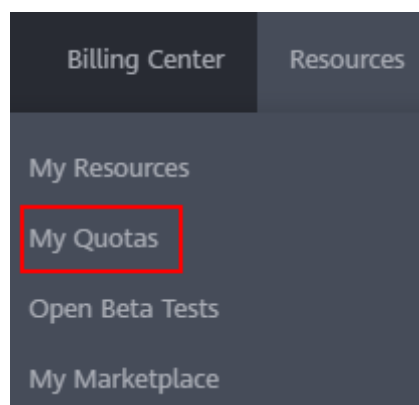 Billing Center Resources
My Resources
My Quotas
Open Beta Tests
My Marketplace